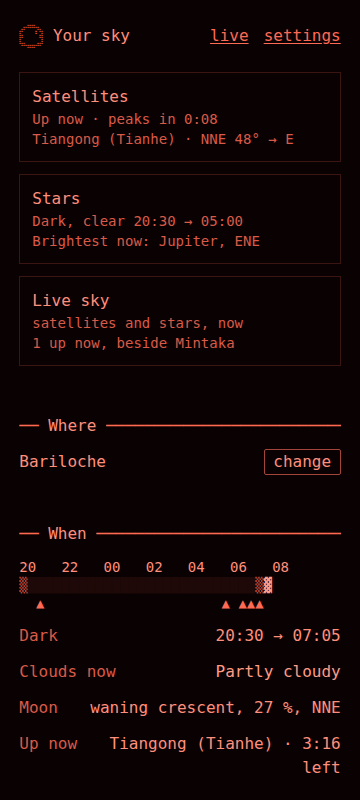 Your sky live settings
Satellites
Up now · peaks in 0:08
Tiangong (Tianhe) · NNE 48° → E
Stars
Dark, clear 20:30 → 05:00
Brightest now: Jupiter, ENE
Live sky
satellites and stars, now
1 up now, beside Mintaka
Where
Bariloche change
When
20 22 00 02 04 06 08
Dark 20:30 → 07:05
Clouds now Partly cloudy
Moon waning crescent, 27 %, NNE
Up now Tiangong (Tianhe) · 3:16
left